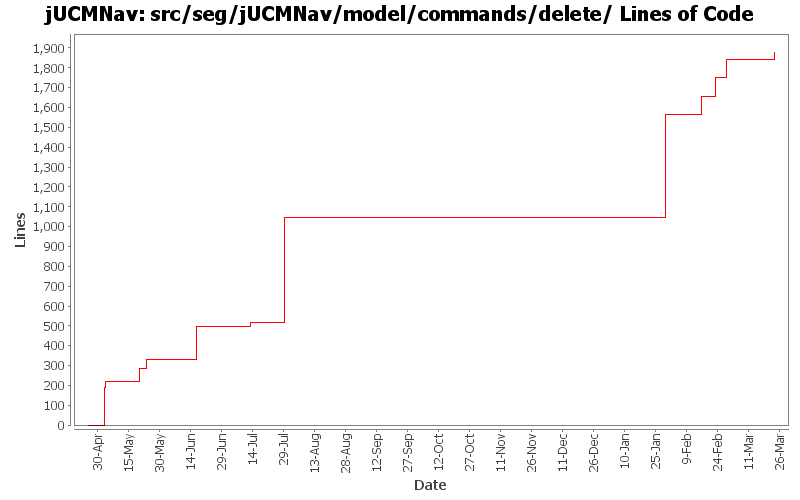 jUCMNav: src/seg/jUCMNav/model/commands/delete/ Lines of Code
1,900
1,800
1,700
1,600
1,500
1,400
1,300
1,200
1,100
1,000
900
800
700
600
500
400
300
200
100
0
Lines
30-Apr
15-May
30-May
14-Jun
29-Jun
14-Jul
29-Jul
13-Aug
28-Aug
12-Sep
27-Sep
12-Oct
27-Oct
11-Nov
26-Nov
11-Dec
26-Dec
10-Jan
25-Jan
9-Feb
24-Feb
11-Mar
26-Mar
Date